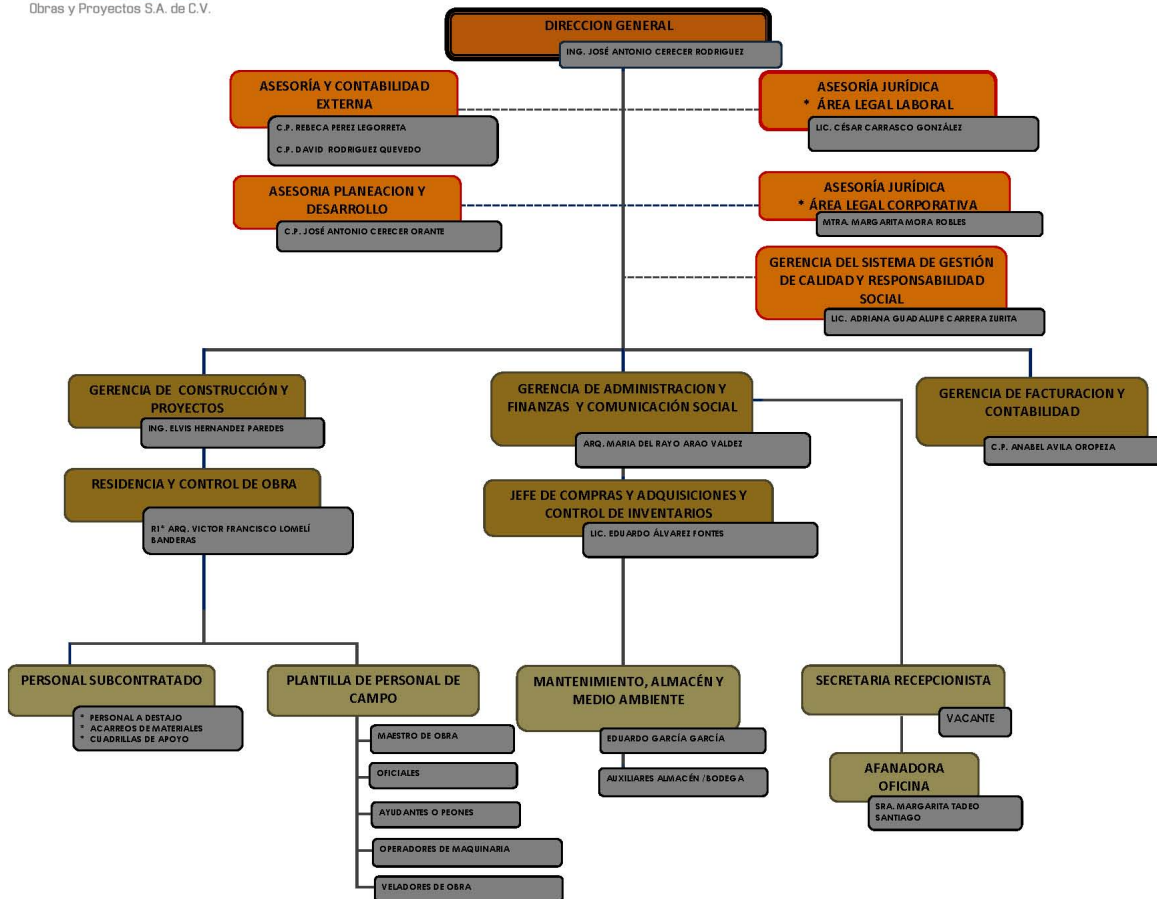 Obras y Proyectos S.A. de C.V.
DIRECCION GENERAL
ING. JOSÉ ANTONIO CERECER RODRIGUEZ
ASESORÍA Y CONTABILIDAD
EXTERNA
C.P. REBECA PEREZ LEGORRETA
C.P. DAVID RODRIGUEZ QUEVEDO
ASESORÍA JURÍDICA
* ÁREA LEGAL LABORAL
LIC. CÉSAR CARRASCO GONZÁLEZ
ASESORIA PLANEACION Y
DESARROLLO
C.P. JOSÉ ANTONIO CERECER ORANTE
ASESORÍA JURÍDICA
* ÁREA LEGAL CORPORATIVA
MTRA. MARGARITA MORA ROBLES
GERENCIA DEL SISTEMA DE GESTIÓN
DE CALIDAD Y RESPONSABILIDAD
SOCIAL
LIC. ADRIANA GUADALUPE CARRERA ZURITA
GERENCIA DE CONSTRUCCIÓN Y
PROYECTOS
ING. ELVIS HERNANDEZ PAREDES
GERENCIA DE ADMINISTRACION Y
FINANZAS Y COMUNICACIÓN SOCIAL
ARQ. MARIA DEL RAYO ARAO VALDEZ
GERENCIA DE FACTURACION Y
CONTABILIDAD
C.P. ANABEL AVILA OROPEZA
RESIDENCIA Y CONTROL DE OBRA
R1* ARQ. VICTOR FRANCISCO LOMELÍ
BANDERAS
JEFE DE COMPRAS Y ADQUISICIONES Y
CONTROL DE INVENTARIOS
LIC. EDUARDO ÁLVAREZ FONTES
PERSONAL SUBCONTRATADO
* PERSONAL A DESTAJO
* ACARREOS DE MATERIALES
* CUADRILLAS DE APOYO
PLANTILLA DE PERSONAL DE
CAMPO
MAESTRO DE OBRA
OFICIALES
AYUDANTES O PEONES
OPERADORES DE MAQUINARIA
VELADORES DE OBRA
MANTENIMIENTO, ALMACÉN Y
MEDIO AMBIENTE
EDUARDO GARCÍA GARCÍA
AUXILIARES ALMACÉN /BODEGA
SECRETARIA RECEPCIONISTA
VACANTE
AFANADORA
OFICINA
SRA. MARGARITA TADEO
SANTIAGO